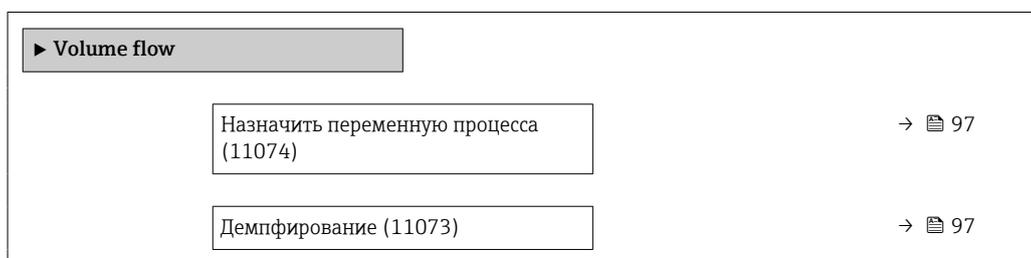 ▶ Volume flow
Назначить переменную процесса
(11074)
→ 97
Демпфирование (11073)
→ 97